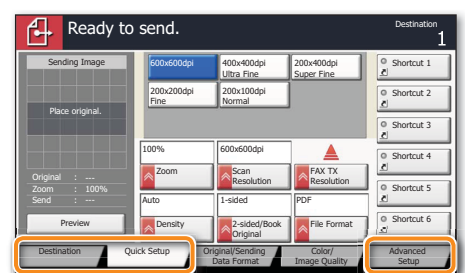 Ready to send.
Destination
1
Sending Image
Place original.
Original : ---
Zoom : 100%
Send : ---
Preview
600x600dpi
400x400dpi
Ultra Fine
200x400dpi
Super Fine
200x200dpi
Fine
200x100dpi
Normal
100%
600x600dpi
Zoom
Scan
Resolution
FAX TX
Resolution
Auto
1-sided
PDF
Density
2-sided/Book
Original
File Format
Shortcut 1
Shortcut 2
Shortcut 3
Shortcut 4
Shortcut 5
Shortcut 6
Destination
Quick Setup
Original/Sending
Data Format
Color/
Image Quality
Advanced
Setup